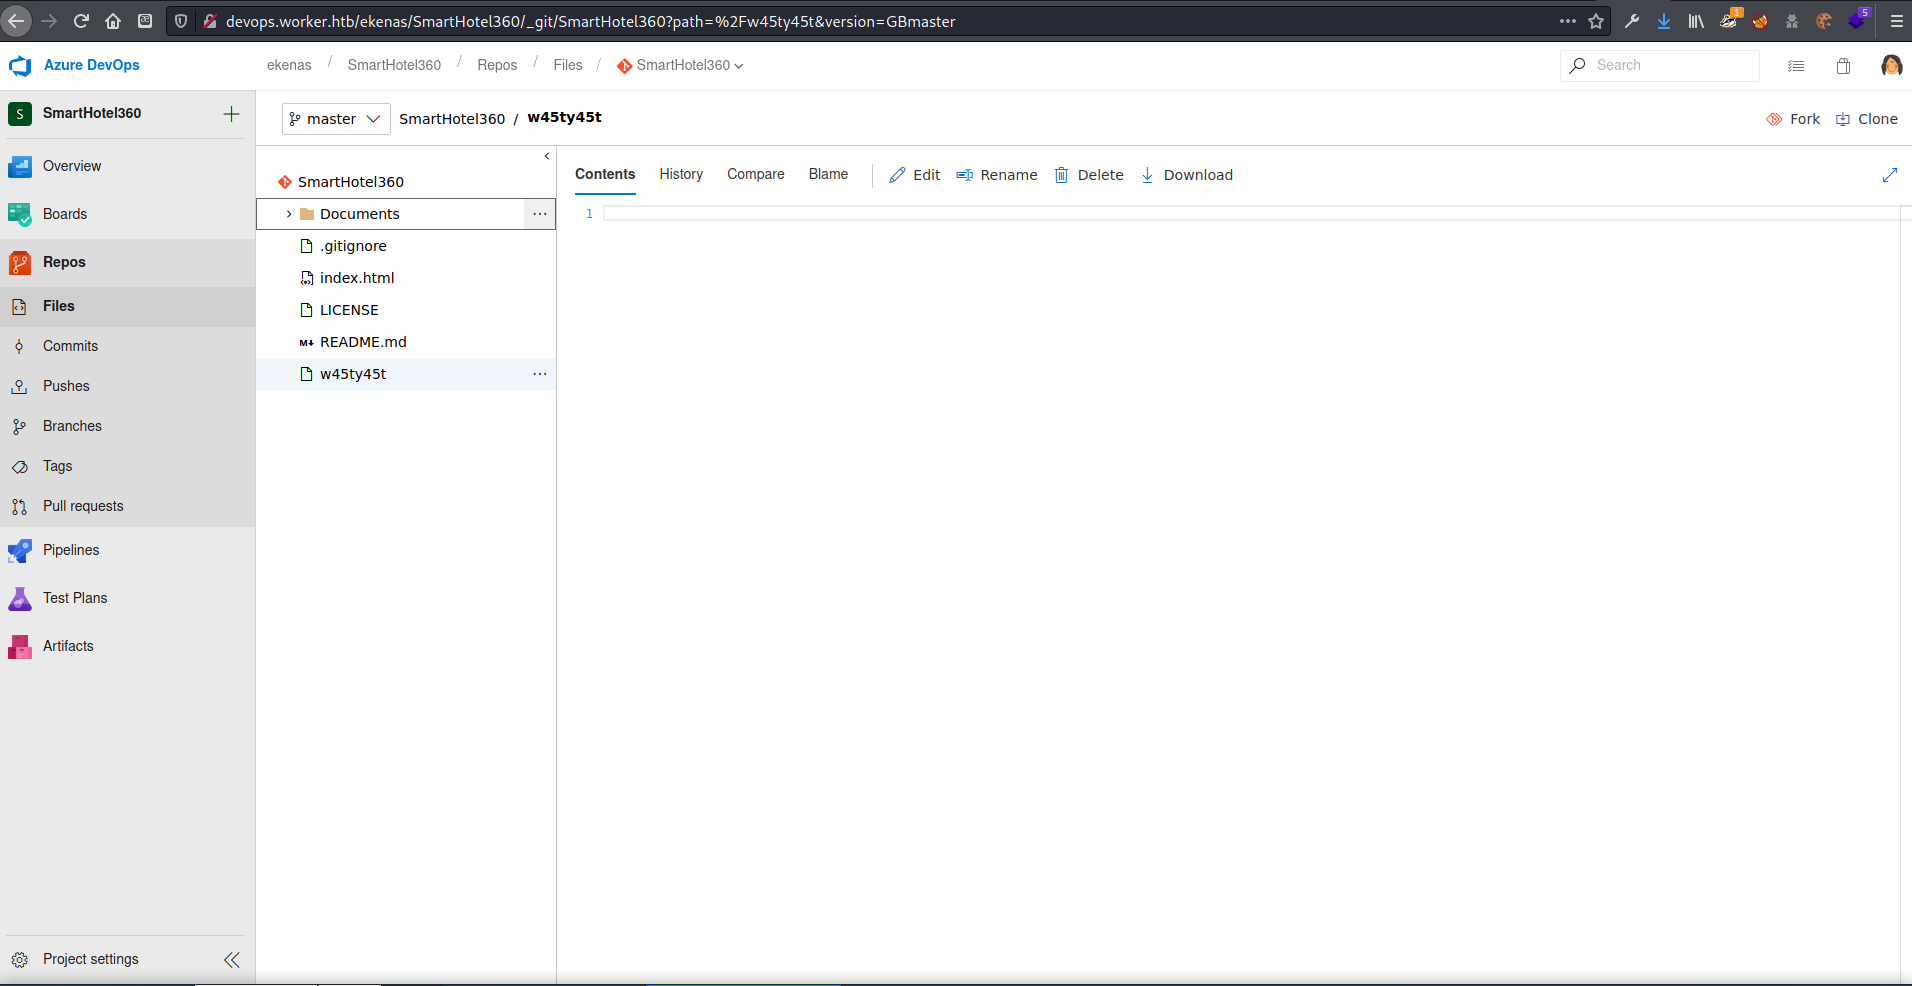 devops.worker.htb/ekenas/SmartHotel360/_git/SmartHotel360?path=%2Fw45ty45t&version=GBmaster
1
5
Azure DevOps
ekenas / SmartHotel360 / Repos / Files / SmartHotel360
Search
S SmartHotel360
master SmartHotel360 / w45ty45t
Fork Clone
Overview
Boards
Repos
Files
Commits
Pushes
Branches
Tags
Pull requests
Pipelines
Test Plans
Artifacts
Project settings
SmartHotel360
Documents
.gitignore
index.html
LICENSE
M↓ README.md
w45ty45t
Contents History Compare Blame Edit Rename Delete Download
1